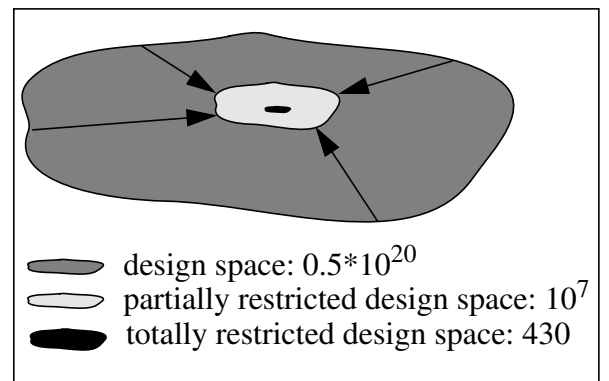 design space: 0.5*10^20
partially restricted design space: 10^7
totally restricted design space: 430